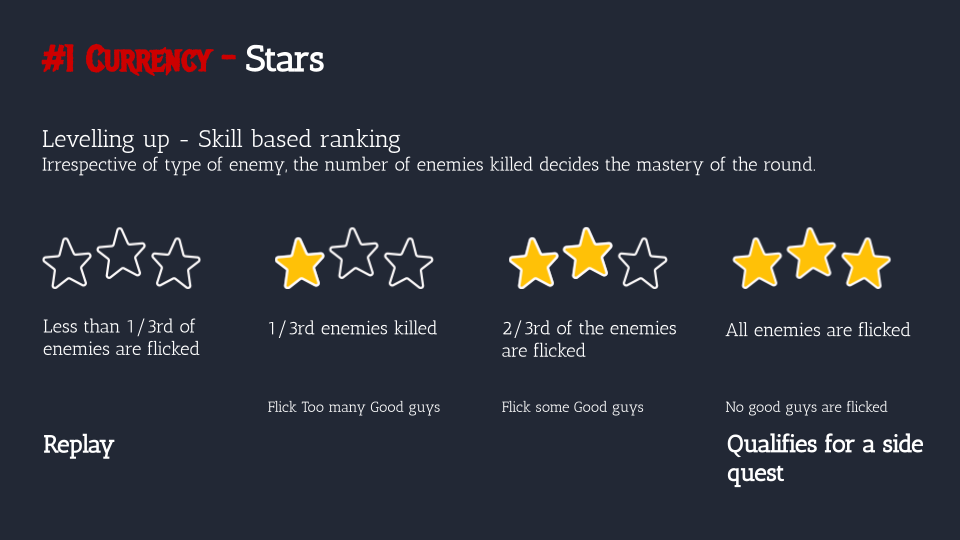 #1 Currency - Stars
Levelling up - Skill based ranking
Irrespective of type of enemy, the number of enemies killed decides the mastery of the round.
Less than 1/3rd of
enemies are flicked
1/3rd enemies killed
2/3rd of the enemies
are flicked
All enemies are flicked
Flick Too many Good guys
Flick some Good guys
No good guys are flicked
Replay
Qualifies for a side
quest